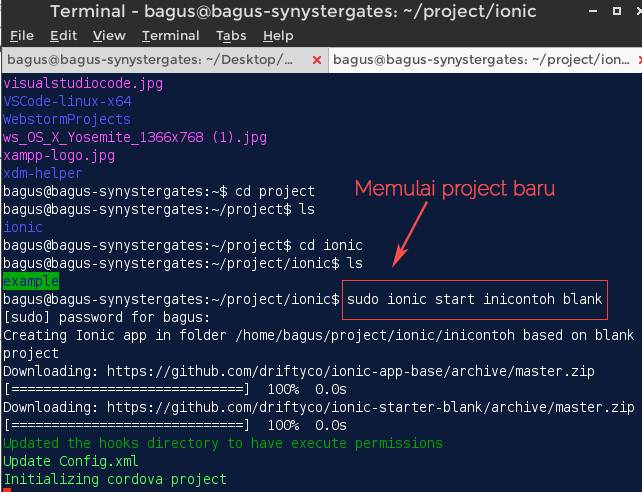 Terminal - bagus@bagus-synystergates: ~/project/ionic
File Edit View Terminal Tabs Help
bagus@bagus-synystergates: ~/Desktop/... × bagus@bagus-synystergates: ~/project/ion...
visualstudiocode.jpg
VSCode-linux-x64
WebstormProjects
ws_OS_X_Yosemite_1366x768 (1).jpg
xampp-logo.jpg
xdm-helper
bagus@bagus-synystergates:~$ cd project
Memulai project baru
bagus@bagus-synystergates:~/project$ ls
ionic
bagus@bagus-synystergates:~/project$ cd ionic
bagus@bagus-synystergates:~/project/ionic$ ls
example
bagus@bagus-synystergates:~/project/ionic$ sudo ionic start inicontoh blank
[sudo] password for bagus:
Creating Ionic app in folder /home/bagus/project/ionic/inicontoh based on blank
project
Downloading: https://github.com/driftyco/ionic-app-base/archive/master.zip
[=============================]  100%  0.0s
Downloading: https://github.com/driftyco/ionic-starter-blank/archive/master.zip
[=============================]  100%  0.0s
Updated the hooks directory to have execute permissions
Update Config.xml
Initializing cordova project